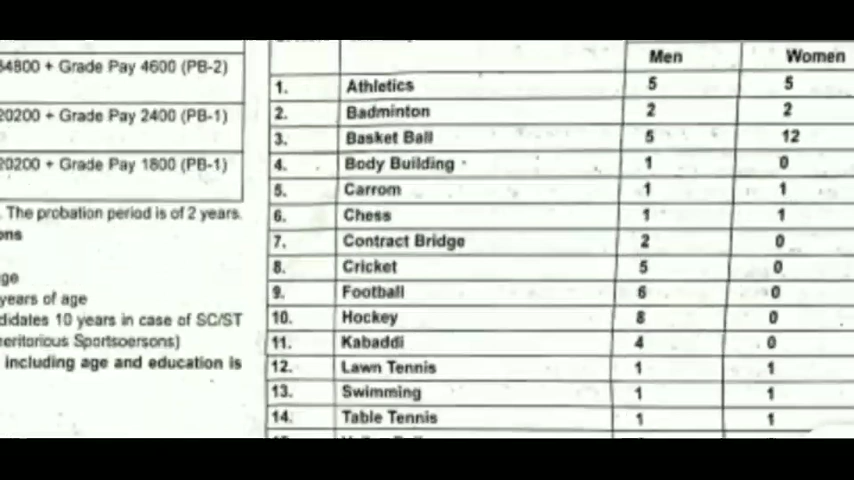 34800 + Grade Pay 4600 (PB-2)
20200 + Grade Pay 2400 (PB-1)
20200 + Grade Pay 1800 (PB-1)
. The probation period is of 2 years.
ons
ge
years of age
didates 10 years in case of SC/ST
eritorious Sportspersons)
including age and education is
Men Women
1. Athletics 5 5
2. Badminton 2 2
3. Basket Ball 5 12
4. Body Building 1 0
5. Carrom 1 1
6. Chess 1 1
7. Contract Bridge 2 0
8. Cricket 5 0
9. Football 6 0
10. Hockey 8 0
11. Kabaddi 4 0
12. Lawn Tennis 1 1
13. Swimming 1 1
14. Table Tennis 1 1